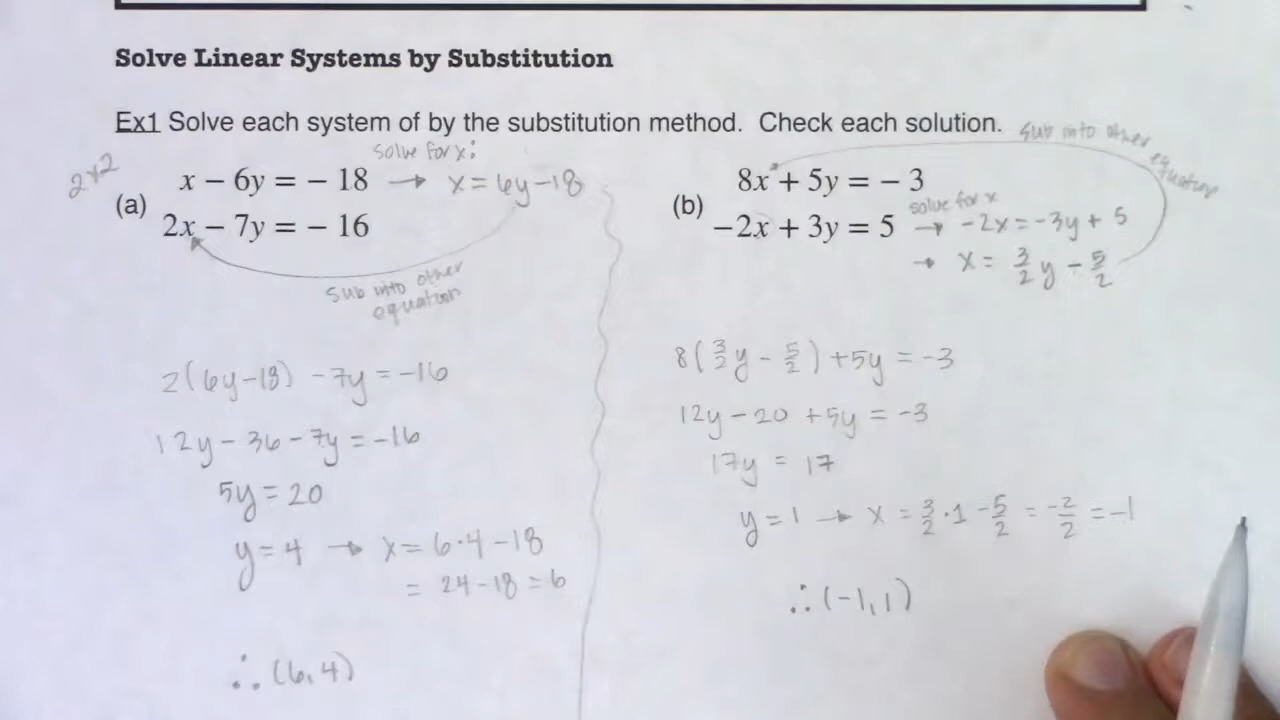 Solve Linear Systems by Substitution
Ex1 Solve each system of by the substitution method. Check each solution.
2x2
solve for x:
(a)
x − 6y = − 18 → x = 6y − 18
2x − 7y = − 16
sub into other
equation
2(6y−18) − 7y = −16
12y − 36 − 7y = −16
5y = 20
y = 4 → x = 6·4 − 18
= 24 − 18 = 6
∴ (6,4)
sub into other
equation
(b)
8x + 5y = − 3
solve for x
−2x + 3y = 5 → −2x = −3y + 5
→ x = 3/2 y − 5/2
8(3/2 y − 5/2) + 5y = −3
12y − 20 + 5y = −3
17y = 17
y = 1 → x = 3/2 · 1 − 5/2 = −2/2 = −1
∴ (−1,1)